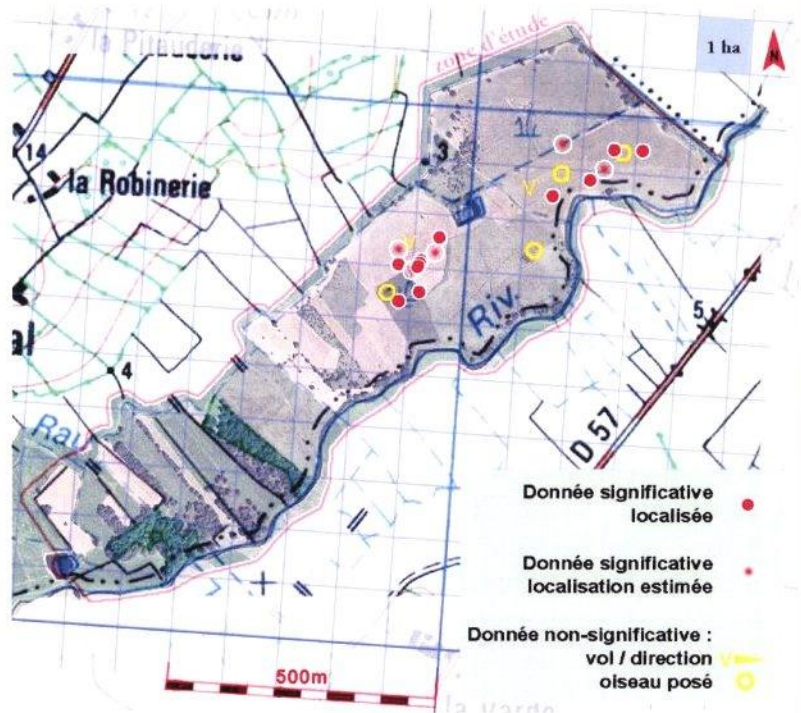 la Pitauderie
zone d'étude
1 ha
N
14
3
la Robinerie
Riv.
5
4
Rau
D 57
al
Donnée significative
localisée
Donnée significative
localisation estimée
Donnée non-significative :
vol / direction
oiseau posé
500m
la Varde